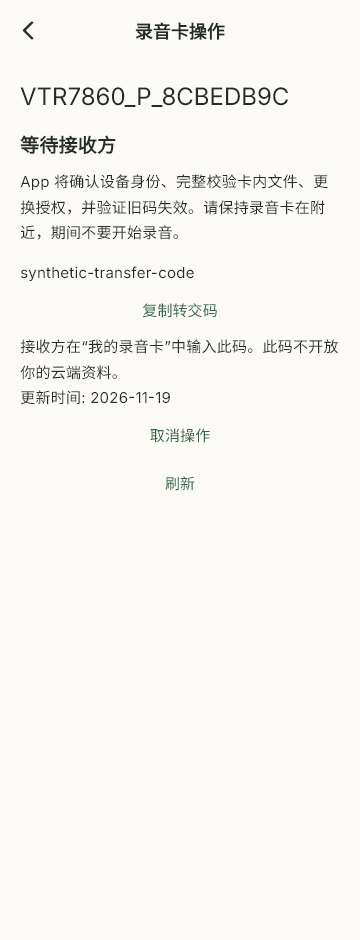 录音卡操作
VTR7860_P_8CBEDB9C
等待接收方
App 将确认设备身份、完整校验卡内文件、更
换授权，并验证旧码失效。请保持录音卡在附
近，期间不要开始录音。
synthetic-transfer-code
复制转交码
接收方在“我的录音卡”中输入此码。此码不开放
你的云端资料。
更新时间: 2026-11-19
取消操作
刷新